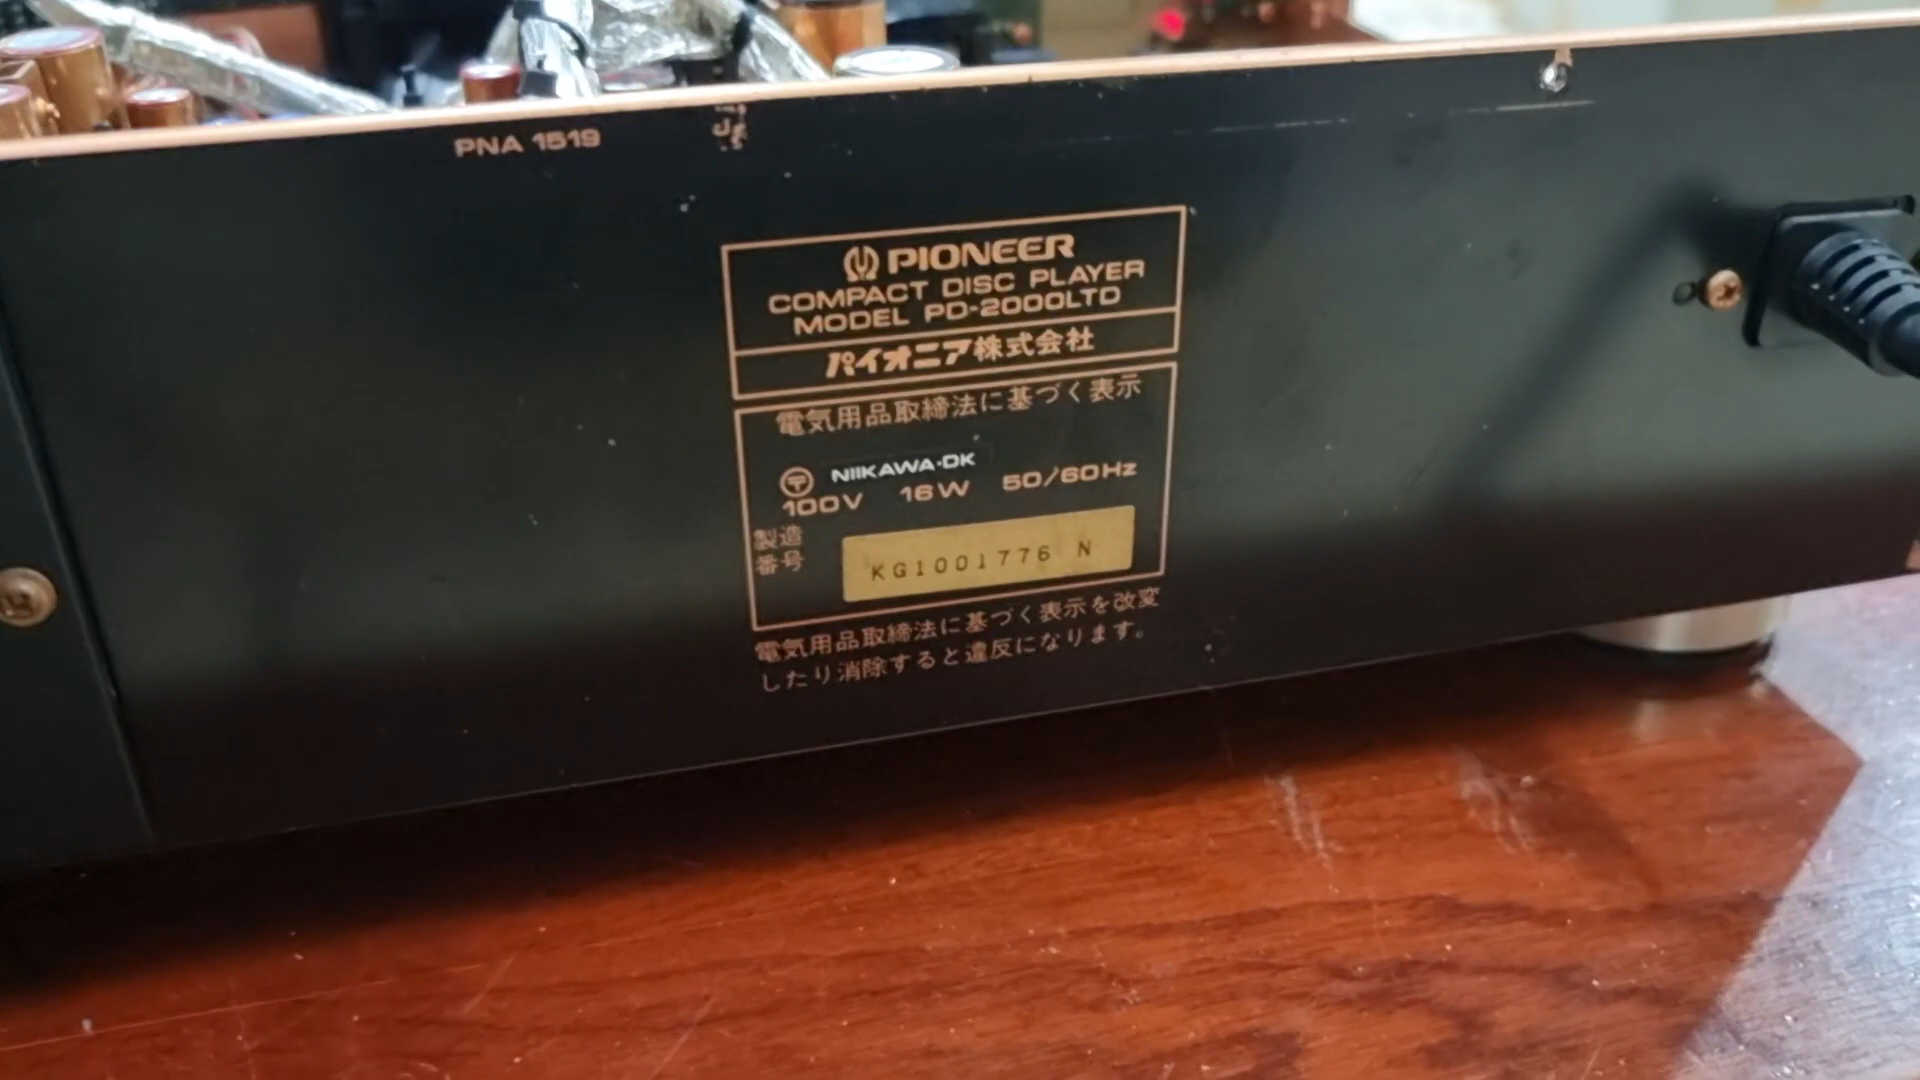 PNA 1519
PIONEER
COMPACT DISC PLAYER
MODEL PD-2000LTD
パイオニア株式会社
電気用品取締法に基づく表示
〒 NIIKAWA・DK
100V 16W 50/60Hz
製造
番号
KG1001776 N
電気用品取締法に基づく表示を改変
したり消除すると違反になります。